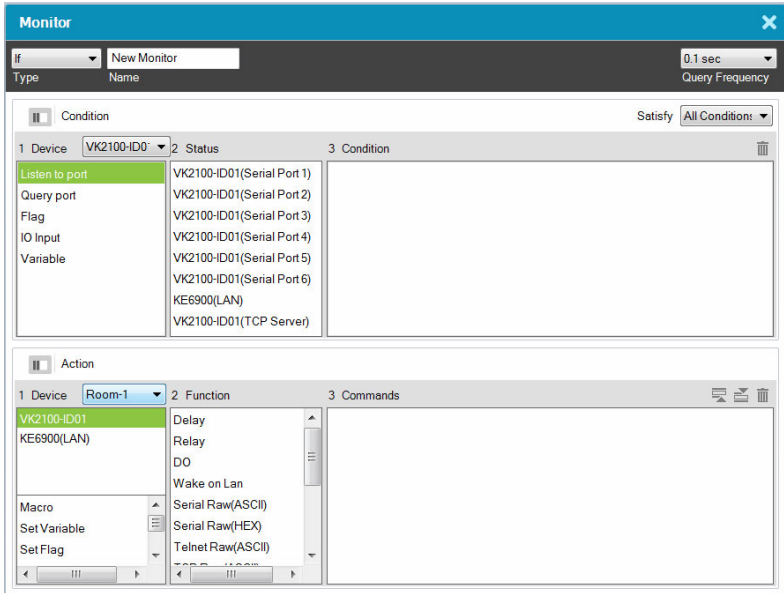 Monitor
If
New Monitor
0.1 sec
Type
Name
Query Frequency
Condition
Satisfy
All Condition:
1 Device
VK2100-ID0
2 Status
3 Condition
Listen to port
Query port
Flag
IO Input
Variable
VK2100-ID01(Serial Port 1)
VK2100-ID01(Serial Port 2)
VK2100-ID01(Serial Port 3)
VK2100-ID01(Serial Port 4)
VK2100-ID01(Serial Port 5)
VK2100-ID01(Serial Port 6)
KE6900(LAN)
VK2100-ID01(TCP Server)
Action
1 Device
Room-1
2 Function
3 Commands
VK2100-ID01
KE6900(LAN)
Macro
Set Variable
Set Flag
Delay
Relay
DO
Wake on Lan
Serial Raw(ASCII)
Serial Raw(HEX)
Telnet Raw(ASCII)